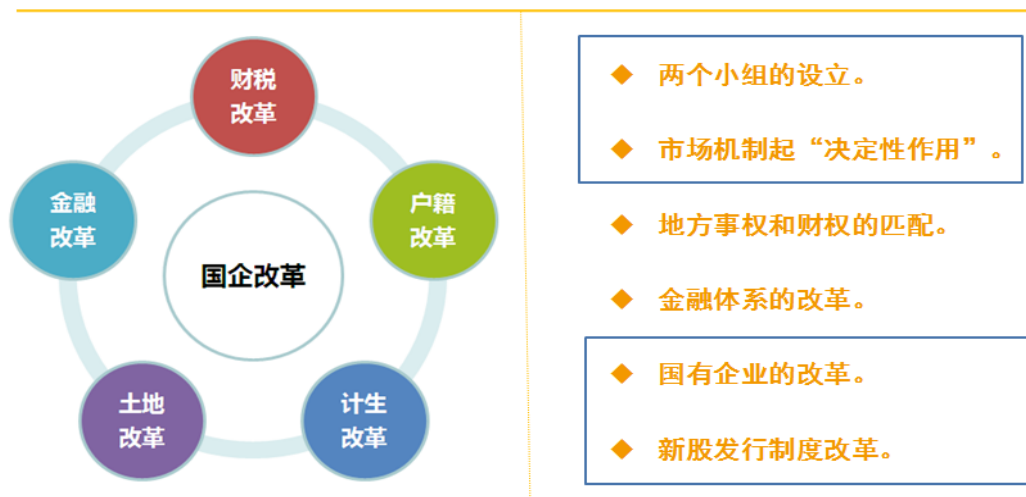 财税
改革
金融
改革
户籍
改革
国企改革
土地
改革
计生
改革
两个小组的设立。
市场机制起“决定性作用”。
地方事权和财权的匹配。
金融体系的改革。
国有企业的改革。
新股发行制度改革。